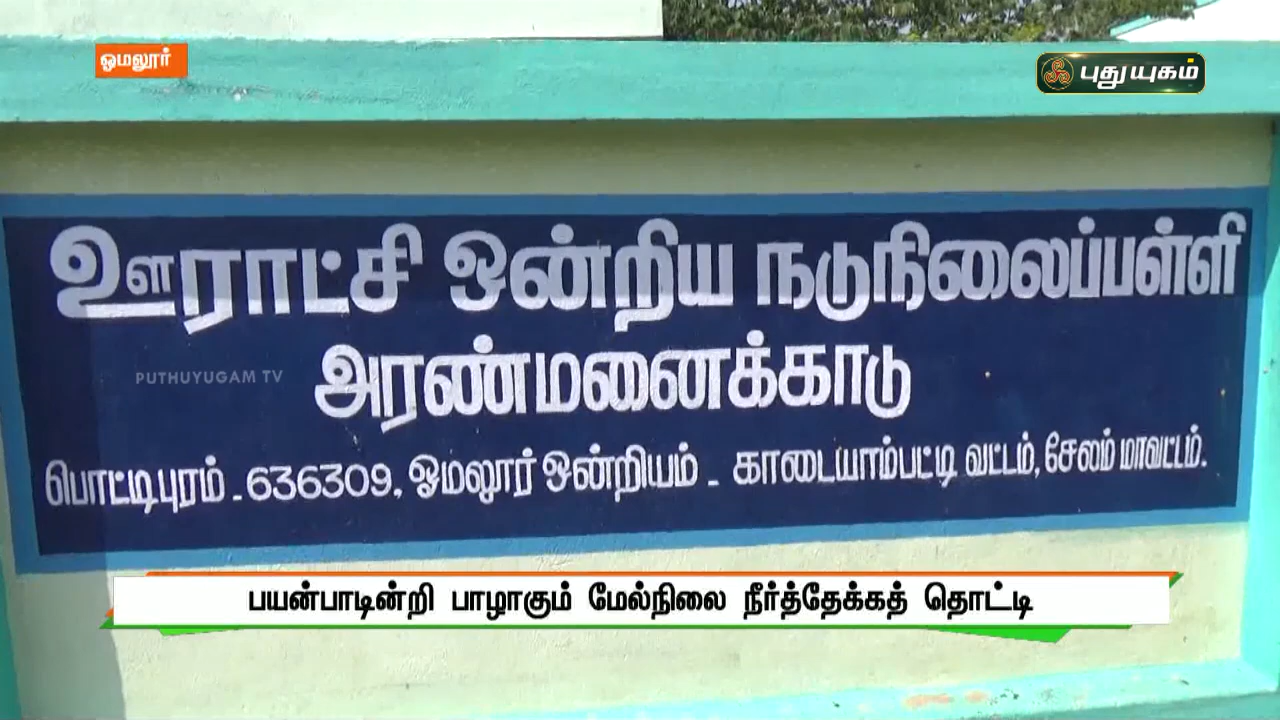 ஓமலூர்
புதுயுகம்
ஊராட்சி ஒன்றிய நடுநிலைப்பள்ளி
அரண்மனைக்காடு
PUTHUYUGAM TV
பொட்டிபுரம் - 636309, ஓமலூர் ஒன்றியம் - காடையாம்பட்டி வட்டம், சேலம் மாவட்டம்.
பயன்பாடின்றி பாழாகும் மேல்நிலை நீர்த்தேக்கத் தொட்டி